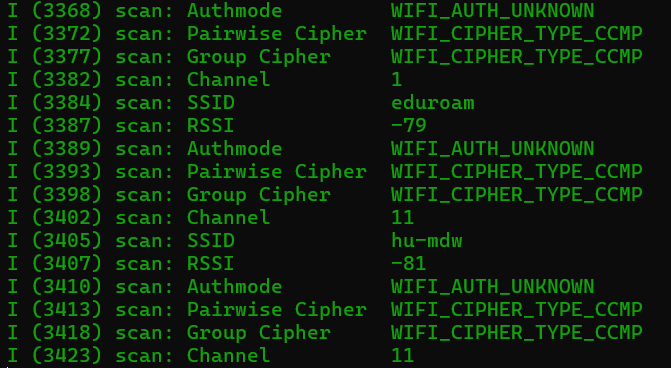 I (3368) scan: Authmode         WIFI_AUTH_UNKNOWN
I (3372) scan: Pairwise Cipher  WIFI_CIPHER_TYPE_CCMP
I (3377) scan: Group Cipher     WIFI_CIPHER_TYPE_CCMP
I (3382) scan: Channel          1
I (3384) scan: SSID             eduroam
I (3387) scan: RSSI             -79
I (3389) scan: Authmode         WIFI_AUTH_UNKNOWN
I (3393) scan: Pairwise Cipher  WIFI_CIPHER_TYPE_CCMP
I (3398) scan: Group Cipher     WIFI_CIPHER_TYPE_CCMP
I (3402) scan: Channel          11
I (3405) scan: SSID             hu-mdw
I (3407) scan: RSSI             -81
I (3410) scan: Authmode         WIFI_AUTH_UNKNOWN
I (3413) scan: Pairwise Cipher  WIFI_CIPHER_TYPE_CCMP
I (3418) scan: Group Cipher     WIFI_CIPHER_TYPE_CCMP
I (3423) scan: Channel          11